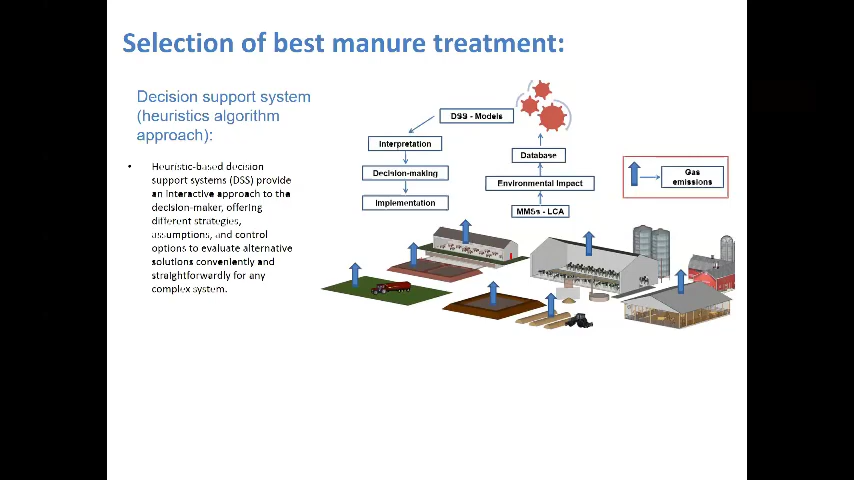 Selection of best manure treatment:
Decision support system
(heuristics algorithm
approach):
• Heuristic-based decision
support systems (DSS) provide
an interactive approach to the
decision-maker, offering
different strategies,
assumptions, and control
options to evaluate alternative
solutions conveniently and
straightforwardly for any
complex system.
DSS - Models
Interpretation
Decision-making
Implementation
Database
Environmental Impact
MMSs - LCA
Gas
emissions